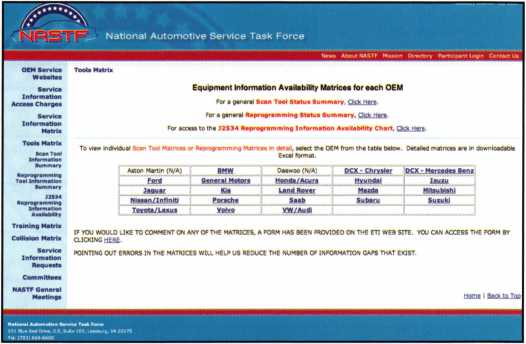 NASTF National Automotive Service Task Force
News About NASTF Mission Directory Participant Login Contact Us
OEM Service
Websites
Service
Information
Access Charges
Service
Information
Matrix
Tools Matrix
Scan Tool
Information
Summary
Reprogramming
Tool Information
Summary
J2534
Reprogramming
Information
Availability
Training Matrix
Collision Matrix
Service
Information
Requests
Committees
NASTF General
Meetings
Tools Matrix
Equipment Information Availability Matrices for each OEM
For a general Scan Tool Status Summary, Click Here.
For a general Reprogramming Status Summary, Click Here.
For access to the J2534 Reprogramming Information Availability Chart, Click Here.
To view individual Scan Tool Matrices or Reprogramming Matrices in detail, select the OEM from the table below. Detailed matrices are in downloadable
Excel format.
Aston Martin (N/A) BMW Daewoo (N/A) DCX - Chrysler DCX - Mercedes Benz
Ford General Motors Honda/Acura Hyundai Isuzu
Jaguar Kia Land Rover Mazda Mitsubishi
Nissan/Infiniti Porsche Saab Subaru Suzuki
Toyota/Lexus Volvo VW/Audi
IF YOU WOULD LIKE TO COMMENT ON ANY OF THE MATRICES, A FORM HAS BEEN PROVIDED ON THE ETI WEB SITE. YOU CAN ACCESS THE FORM BY
CLICKING HERE.
POINTING OUT ERRORS IN THE MATRICES WILL HELP US REDUCE THE NUMBER OF INFORMATION GAPS THAT EXIST.
Home | Back to Top
National Automotive Service Task Force